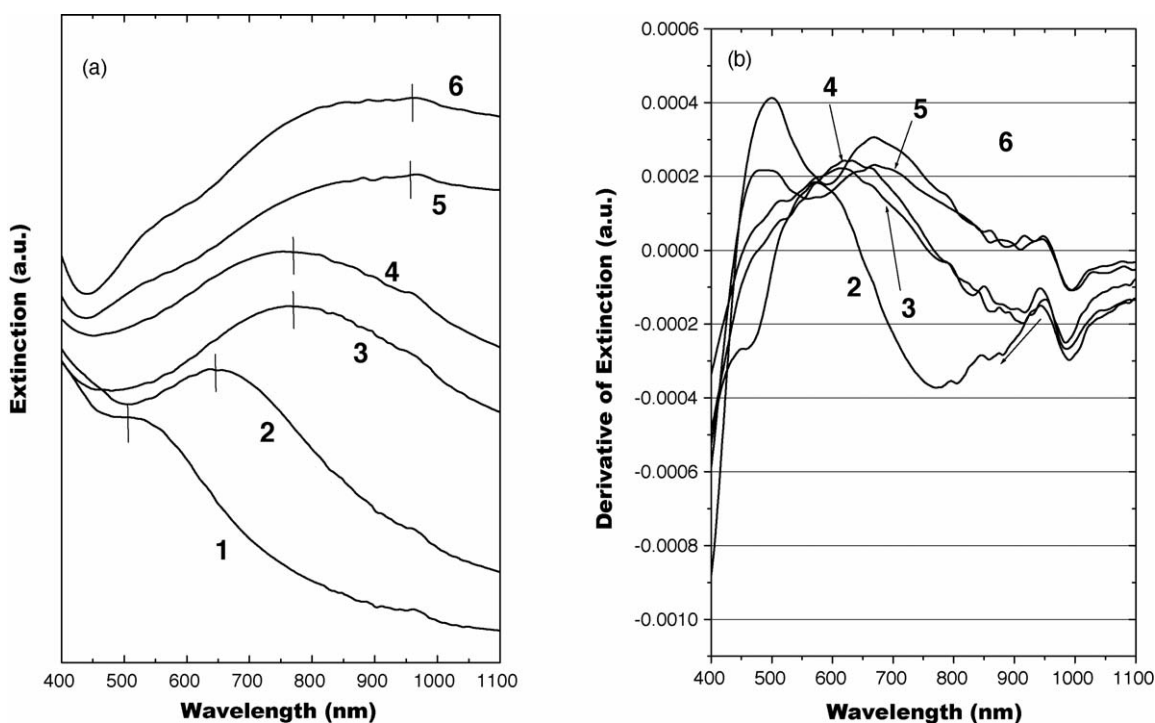 (a)
6
5
4
3
2
1
Extinction (a.u.)
400 500 600 700 800 900 1000 1100
Wavelength (nm)
(b)
4
5
6
2
3
0.0006
0.0004
0.0002
0.0000
-0.0002
-0.0004
-0.0006
-0.0008
-0.0010
Derivative of Extinction (a.u.)
400 500 600 700 800 900 1000 1100
Wavelength (nm)